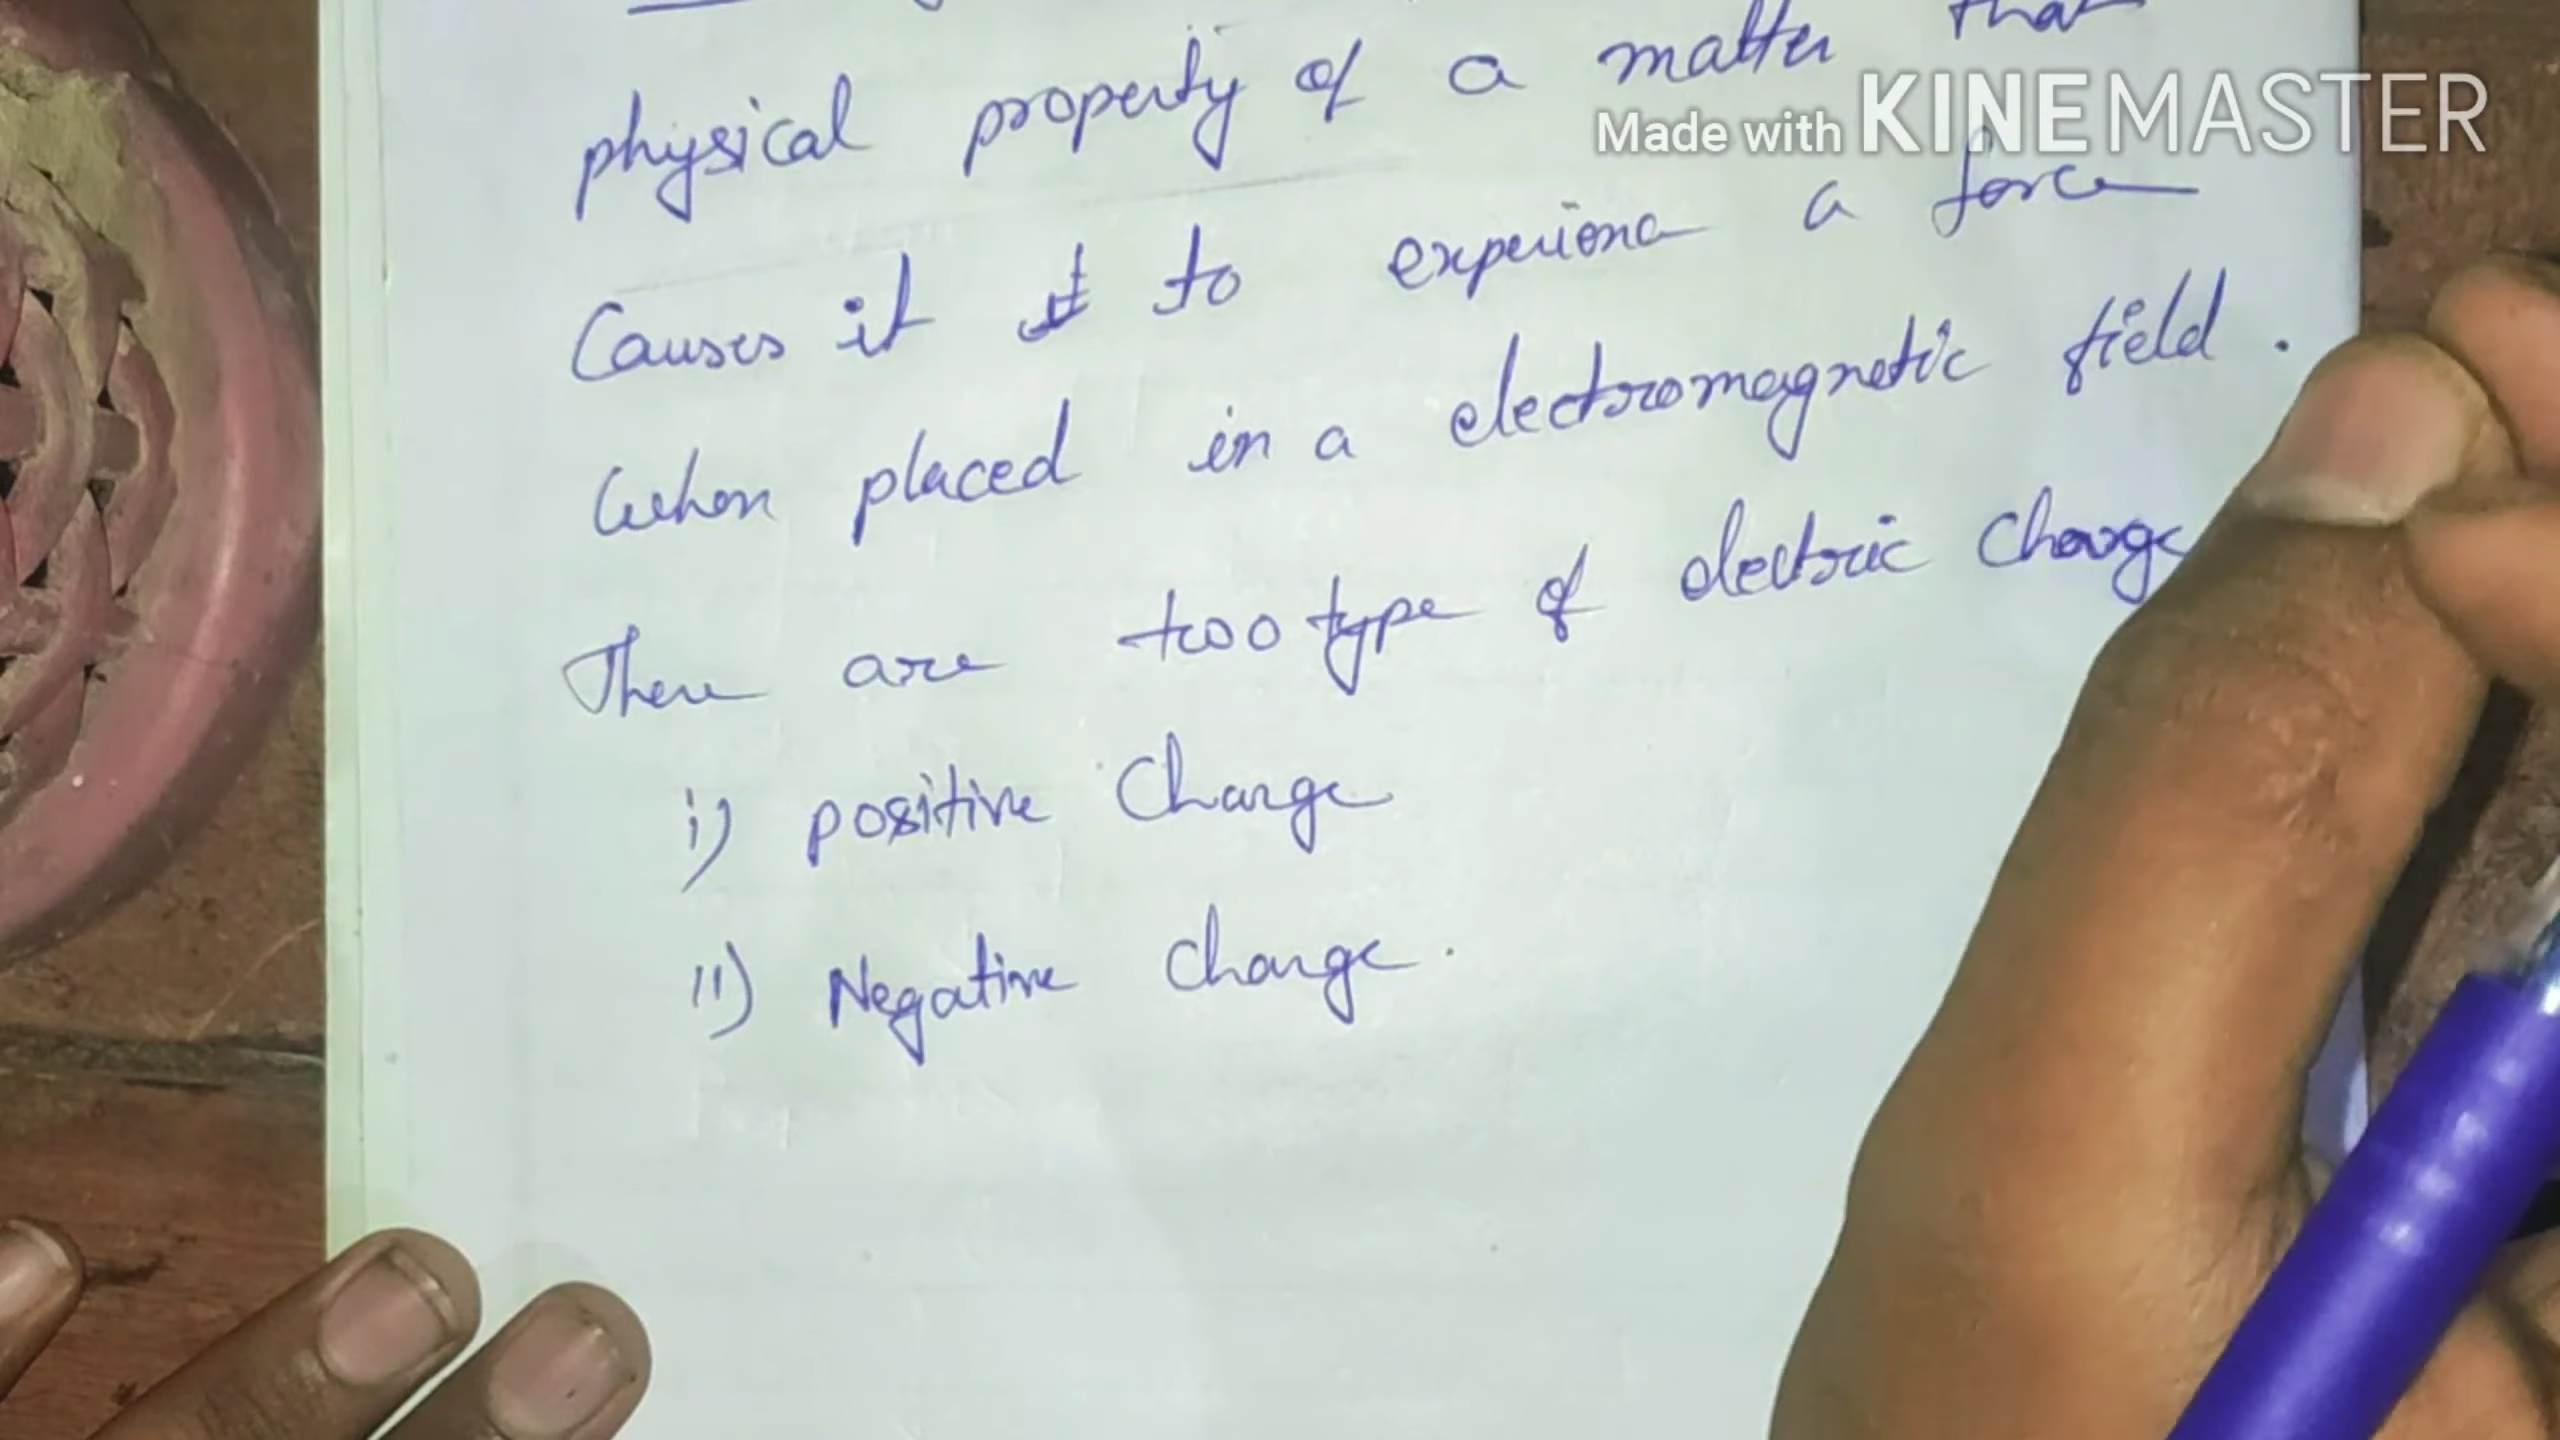 physical property of a matter that
Made with KINEMASTER
Causes it to experience a force
when placed in a electromagnetic field.
There are two type of electric charge
i) positive Charge
ii) Negative charge.